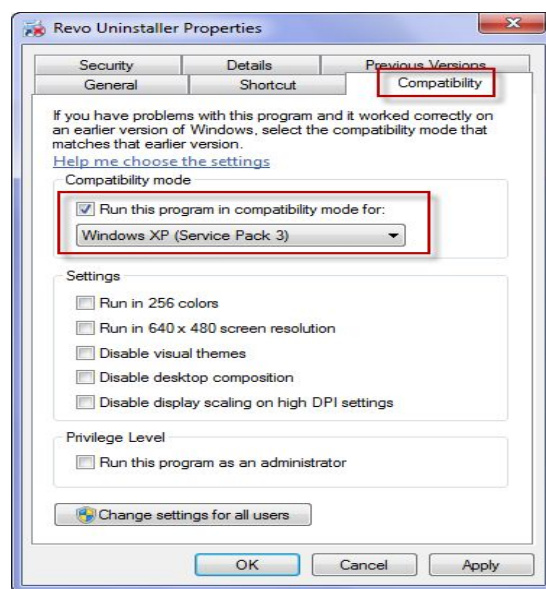 Revo Uninstaller Properties
Security Details Previous Versions
General Shortcut Compatibility
If you have problems with this program and it worked correctly on
an earlier version of Windows, select the compatibility mode that
matches that earlier version.
Help me choose the settings
Compatibility mode
Run this program in compatibility mode for:
Windows XP (Service Pack 3)
Settings
Run in 256 colors
Run in 640 x 480 screen resolution
Disable visual themes
Disable desktop composition
Disable display scaling on high DPI settings
Privilege Level
Run this program as an administrator
Change settings for all users
OK Cancel Apply